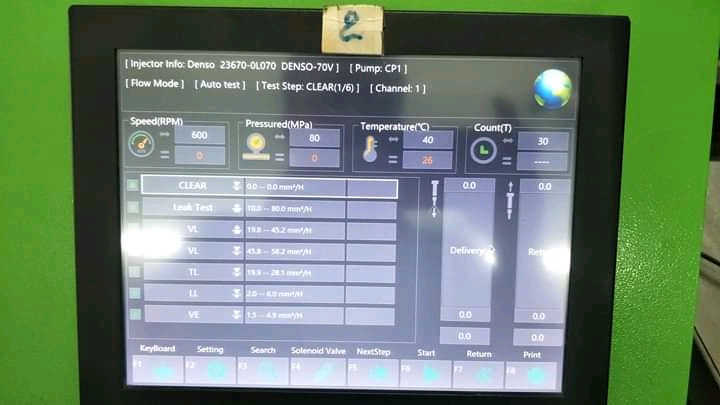 2
[ Injector Info: Denso 23670-0L070 DENSO-70V ] [ Pump: CP1 ]
[ Flow Mode ] [ Auto test ] [ Test Step: CLEAR(1/6) ] [ Channel: 1 ]
Speed(RPM) Pressured(MPa) Temperature(℃) Count(T)
600 80 40 30
0 0 26 ----
CLEAR 0.0 -- 0.0 mm³/H 0.0 0.0
Leak Test 10.0 -- 80.0 mm³/H
VL 19.8 -- 45.2 mm³/H
VL 45.8 -- 58.2 mm³/H Delivery Ret
TL 19.9 -- 28.1 mm³/H
LL 2.0 -- 6.0 mm³/H
VE 1.5 -- 4.9 mm³/H 0.0 0.0
0.0 0.0
KeyBoard Setting Search Solenoid Valve NextStep Start Return Print
F1 F2 F3 F4 F5 F6 F7 F8